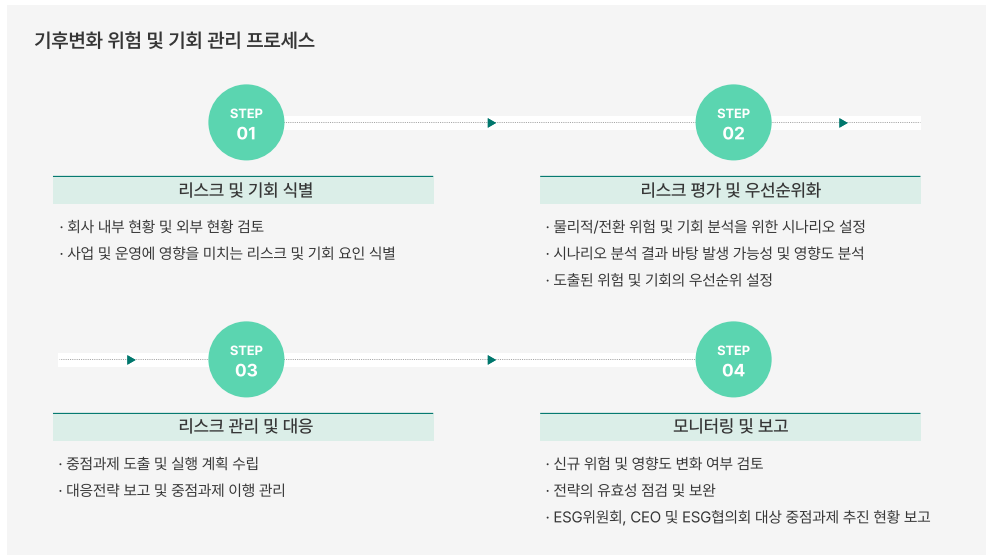 기후변화 위험 및 기회 관리 프로세스
STEP
01
STEP
02
리스크 및 기회 식별
· 회사 내부 현황 및 외부 현황 검토
· 사업 및 운영에 영향을 미치는 리스크 및 기회 요인 식별
리스크 평가 및 우선순위화
· 물리적/전환 위험 및 기회 분석을 위한 시나리오 설정
· 시나리오 분석 결과 바탕 발생 가능성 및 영향도 분석
· 도출된 위험 및 기회의 우선순위 설정
STEP
03
STEP
04
리스크 관리 및 대응
· 중점과제 도출 및 실행 계획 수립
· 대응전략 보고 및 중점과제 이행 관리
모니터링 및 보고
· 신규 위험 및 영향도 변화 여부 검토
· 전략의 유효성 점검 및 보완
· ESG위원회, CEO 및 ESG협의회 대상 중점과제 추진 현황 보고